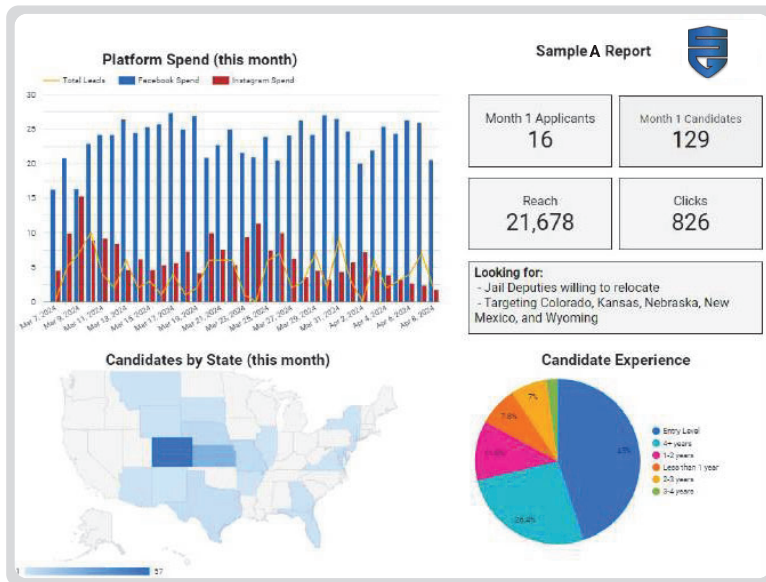 Platform Spend (this month)
Total Leads Facebook Spend Instagram Spend
30
25
20
15
10
5
0
Mar 7, 2024
Mar 9, 2024
Mar 11, 2024
Mar 13, 2024
Mar 15, 2024
Mar 17, 2024
Mar 19, 2024
Mar 21, 2024
Mar 23, 2024
Mar 25, 2024
Mar 27, 2024
Mar 29, 2024
Mar 31, 2024
Apr 2, 2024
Apr 4, 2024
Apr 6, 2024
Apr 8, 2024
Sample A Report
Month 1 Applicants
16
Month 1 Candidates
129
Reach
21,678
Clicks
826
Looking for:
- Jail Deputies willing to relocate
- Targeting Colorado, Kansas, Nebraska, New
Mexico, and Wyoming
Candidates by State (this month)
57
Candidate Experience
7%
7.8%
26.4%
Entry Level
4+ years
1-2 years
Less than 1 year
2-3 years
3-4 years